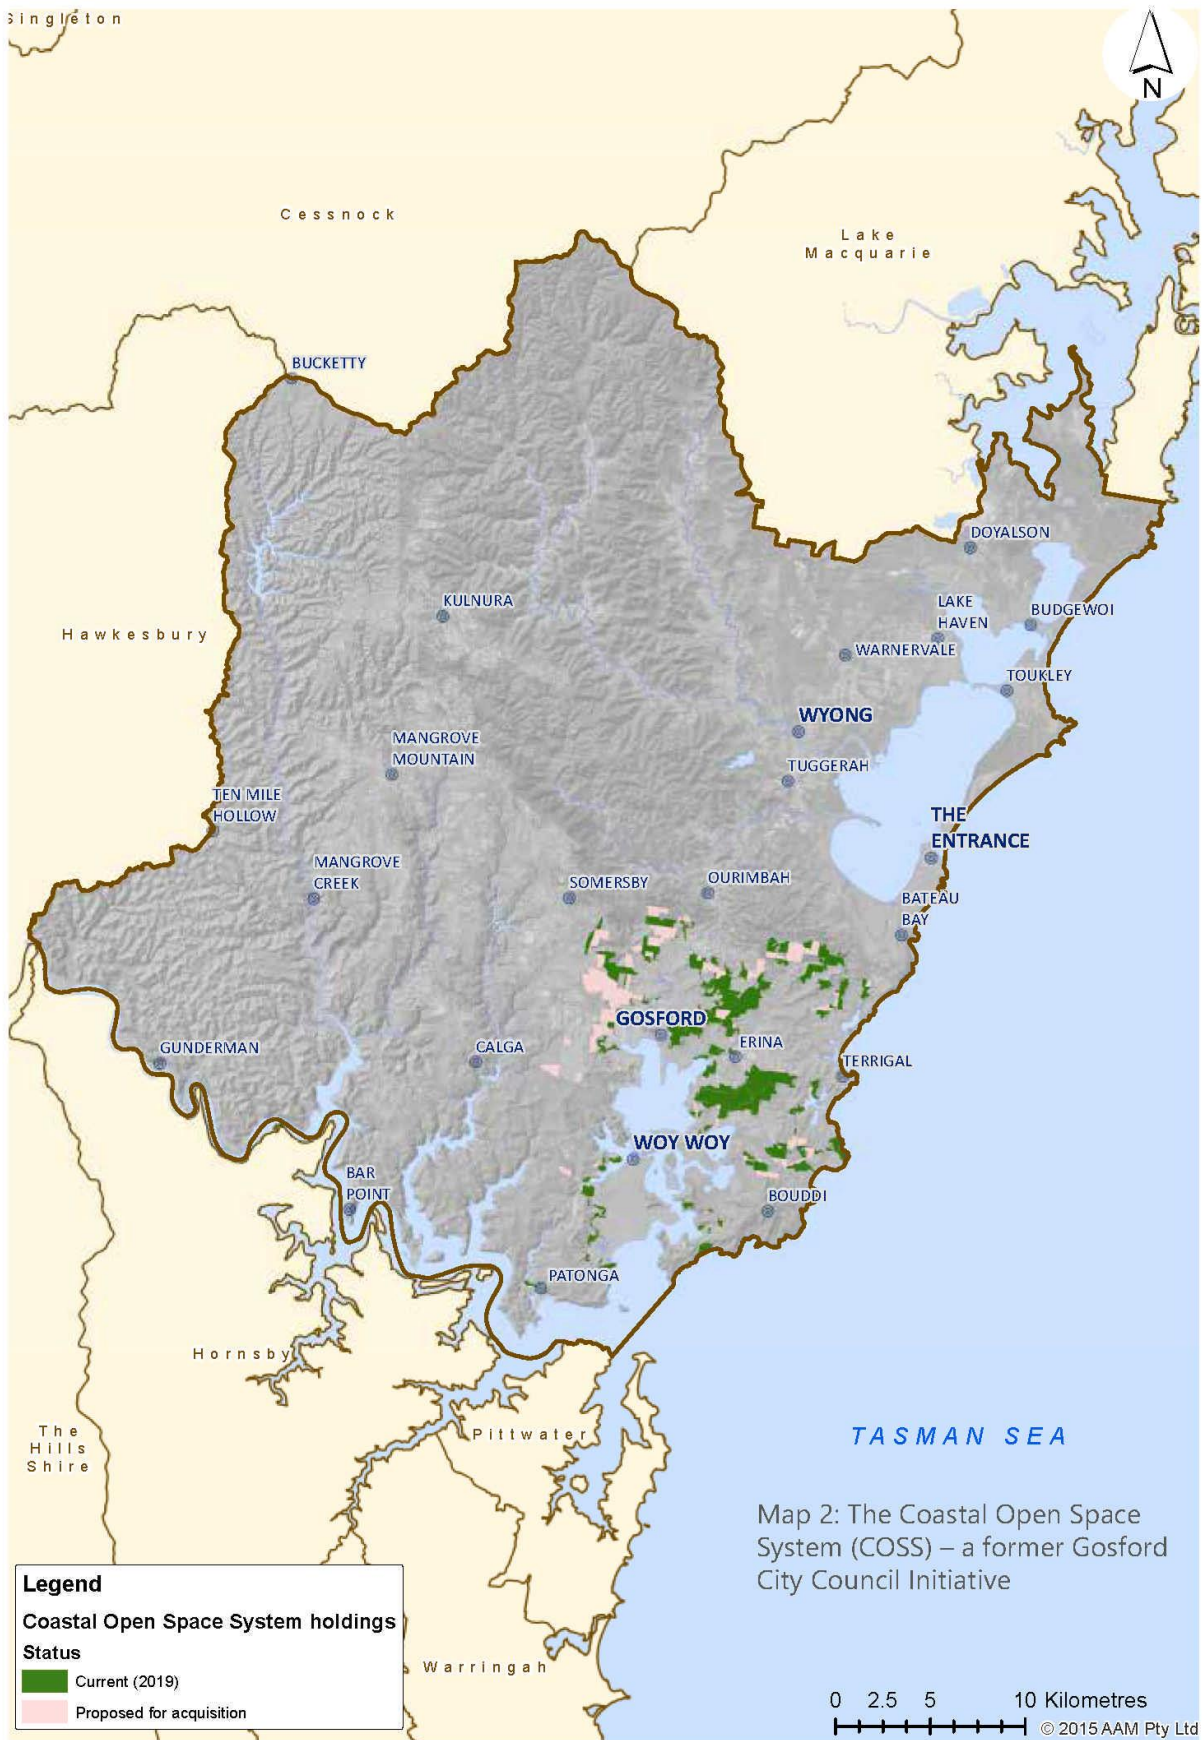 Singleton
N
Cessnock
Lake
Macquarie
BUCKETTY
DOYALSON
KULNURA
LAKE
HAVEN
BUDGEWOI
Hawkesbury
WARNERVALE
TOUKLEY
WYONG
MANGROVE
MOUNTAIN
TUGGERAH
TEN MILE
HOLLOW
THE
ENTRANCE
MANGROVE
CREEK
SOMERSBY
OURIMBAH
BATEAU
BAY
GOSFORD
GUNDERMAN
CALGA
ERINA
TERRIGAL
WOY WOY
BAR
POINT
BOUDDI
PATONGA
Hornsby
The
Hills
Shire
Pittwater
TASMAN SEA
Map 2: The Coastal Open Space
System (COSS) – a former Gosford
City Council Initiative
Legend
Coastal Open Space System holdings
Status
Current (2019)
Proposed for acquisition
Warringah
0 2.5 5 10 Kilometres
© 2015 AAM Pty Ltd